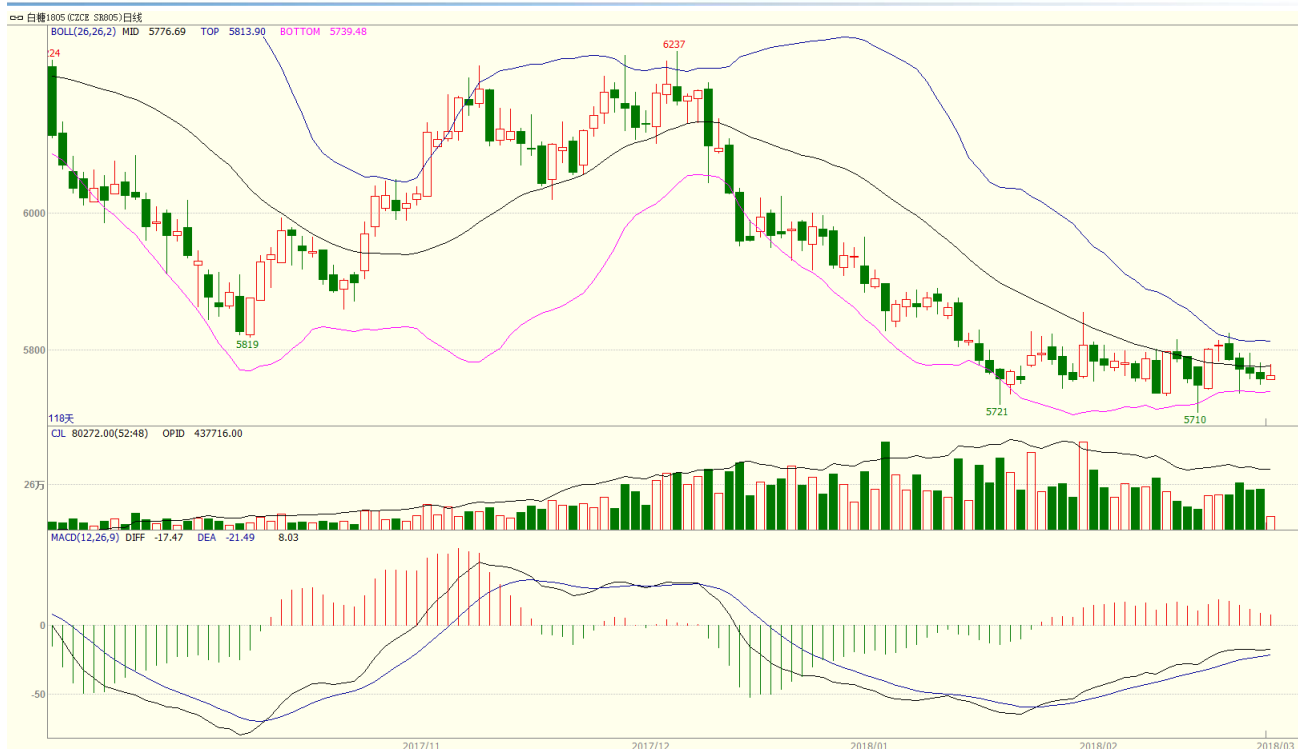 白糖1805(CZCE SR805)日线
BOLL(26,26,2) MID 5776.69 TOP 5813.90 BOTTOM 5739.48
24
6237
6000
5819
5800
5721
5710
118天
CJL 80272.00(52:48) OPID 437716.00
26万
MACD(12,26,9) DIFF -17.47 DEA -21.49 8.03
0
-50
2017/11 2017/12 2018/01 2018/02 2018/03